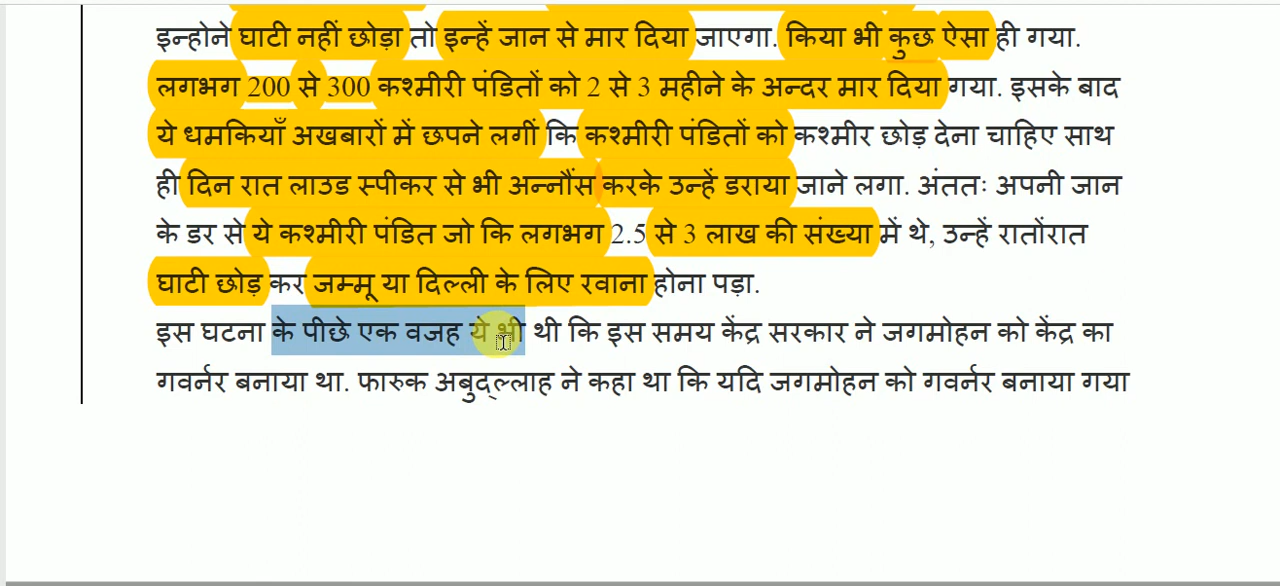 इन्होने घाटी नहीं छोड़ा तो इन्हें जान से मार दिया जाएगा. किया भी कुछ ऐसा ही गया.
लगभग 200 से 300 कश्मीरी पंडितों को 2 से 3 महीने के अन्दर मार दिया गया. इसके बाद
ये धमकियाँ अखबारों में छपने लगीं कि कश्मीरी पंडितों को कश्मीर छोड़ देना चाहिए साथ
ही दिन रात लाउड स्पीकर से भी अन्नौंस करके उन्हें डराया जाने लगा. अंततः अपनी जान
के डर से ये कश्मीरी पंडित जो कि लगभग 2.5 से 3 लाख की संख्या में थे, उन्हें रातोंरात
घाटी छोड़ कर जम्मू या दिल्ली के लिए रवाना होना पड़ा.
इस घटना के पीछे एक वजह ये भी थी कि इस समय केंद्र सरकार ने जगमोहन को केंद्र का
गवर्नर बनाया था. फारुक अबुद्ल्लाह ने कहा था कि यदि जगमोहन को गवर्नर बनाया गया